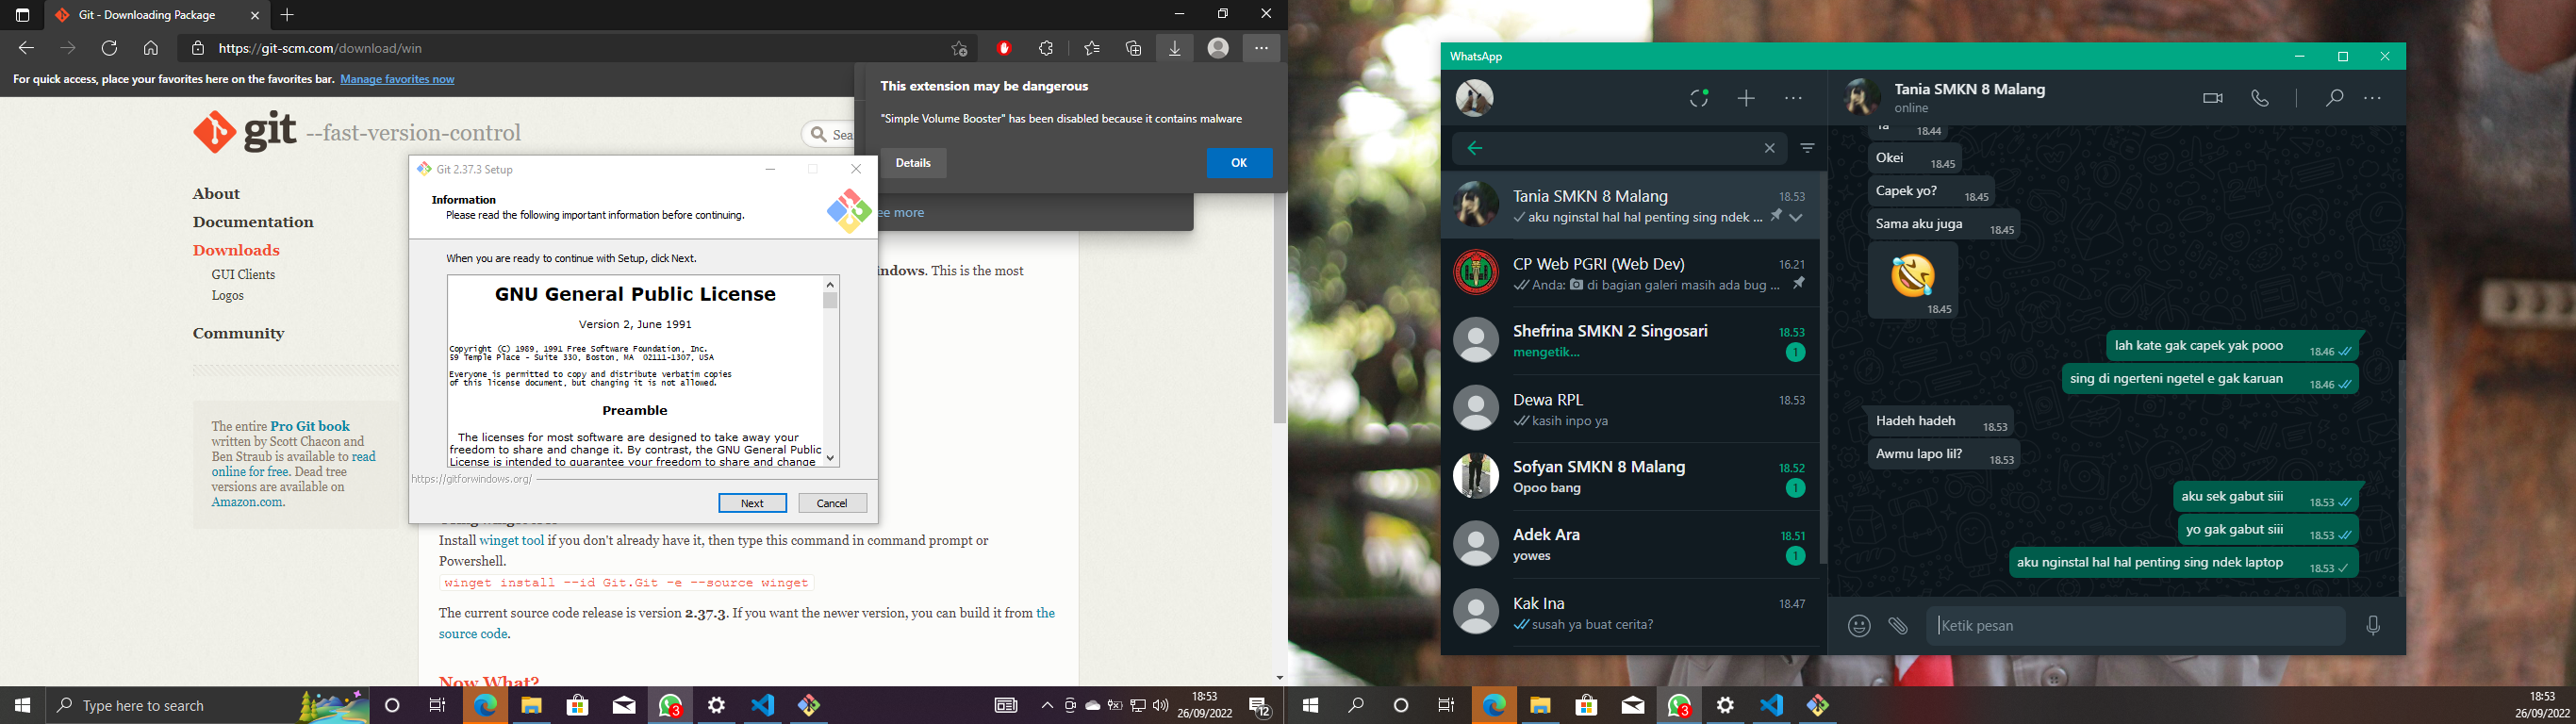 Git - Downloading Package
https://git-scm.com/download/win
For quick access, place your favorites here on the favorites bar. Manage favorites now
This extension may be dangerous
"Simple Volume Booster" has been disabled because it contains malware
Details
OK
ee more
git --fast-version-control
Sea
About
Documentation
Downloads
GUI Clients
Logos
Community
The entire Pro Git book
written by Scott Chacon and
Ben Straub is available to read
online for free. Dead tree
versions are available on
Amazon.com.
Git 2.37.3 Setup
Information
Please read the following important information before continuing.
When you are ready to continue with Setup, click Next.
GNU General Public License
Version 2, June 1991
Copyright (C) 1989, 1991 Free Software Foundation, Inc.
59 Temple Place - Suite 330, Boston, MA 02111-1307, USA
Everyone is permitted to copy and distribute verbatim copies
of this license document, but changing it is not allowed.
Preamble
The licenses for most software are designed to take away your
freedom to share and change it. By contrast, the GNU General Public
License is intended to guarantee your freedom to share and change
https://gitforwindows.org/
Next
Cancel
indows. This is the most
Install winget tool if you don't already have it, then type this command in command prompt or
Powershell.
winget install --id Git.Git -e --source winget
The current source code release is version 2.37.3. If you want the newer version, you can build it from the
source code.
Now What?
Type here to search
3
18:53
26/09/2022
12
WhatsApp
Tania SMKN 8 Malang
18.53
aku nginstal hal hal penting sing ndek ...
CP Web PGRI (Web Dev)
16.21
Anda: di bagian galeri masih ada bug ...
Shefrina SMKN 2 Singosari
18.53
mengetik...
1
Dewa RPL
18.53
kasih inpo ya
Sofyan SMKN 8 Malang
18.52
Opoo bang
1
Adek Ara
18.51
yowes
1
Kak Ina
18.47
susah ya buat cerita?
Tania SMKN 8 Malang
online
Ya 18.44
Okei 18.45
Capek yo? 18.45
Sama aku juga 18.45
18.45
lah kate gak capek yak pooo 18.46
sing di ngerteni ngetel e gak karuan 18.46
Hadeh hadeh 18.53
Awmu lapo lil? 18.53
aku sek gabut siii 18.53
yo gak gabut siii 18.53
aku nginstal hal hal penting sing ndek laptop 18.53
Ketik pesan
3
18:53
26/09/2022